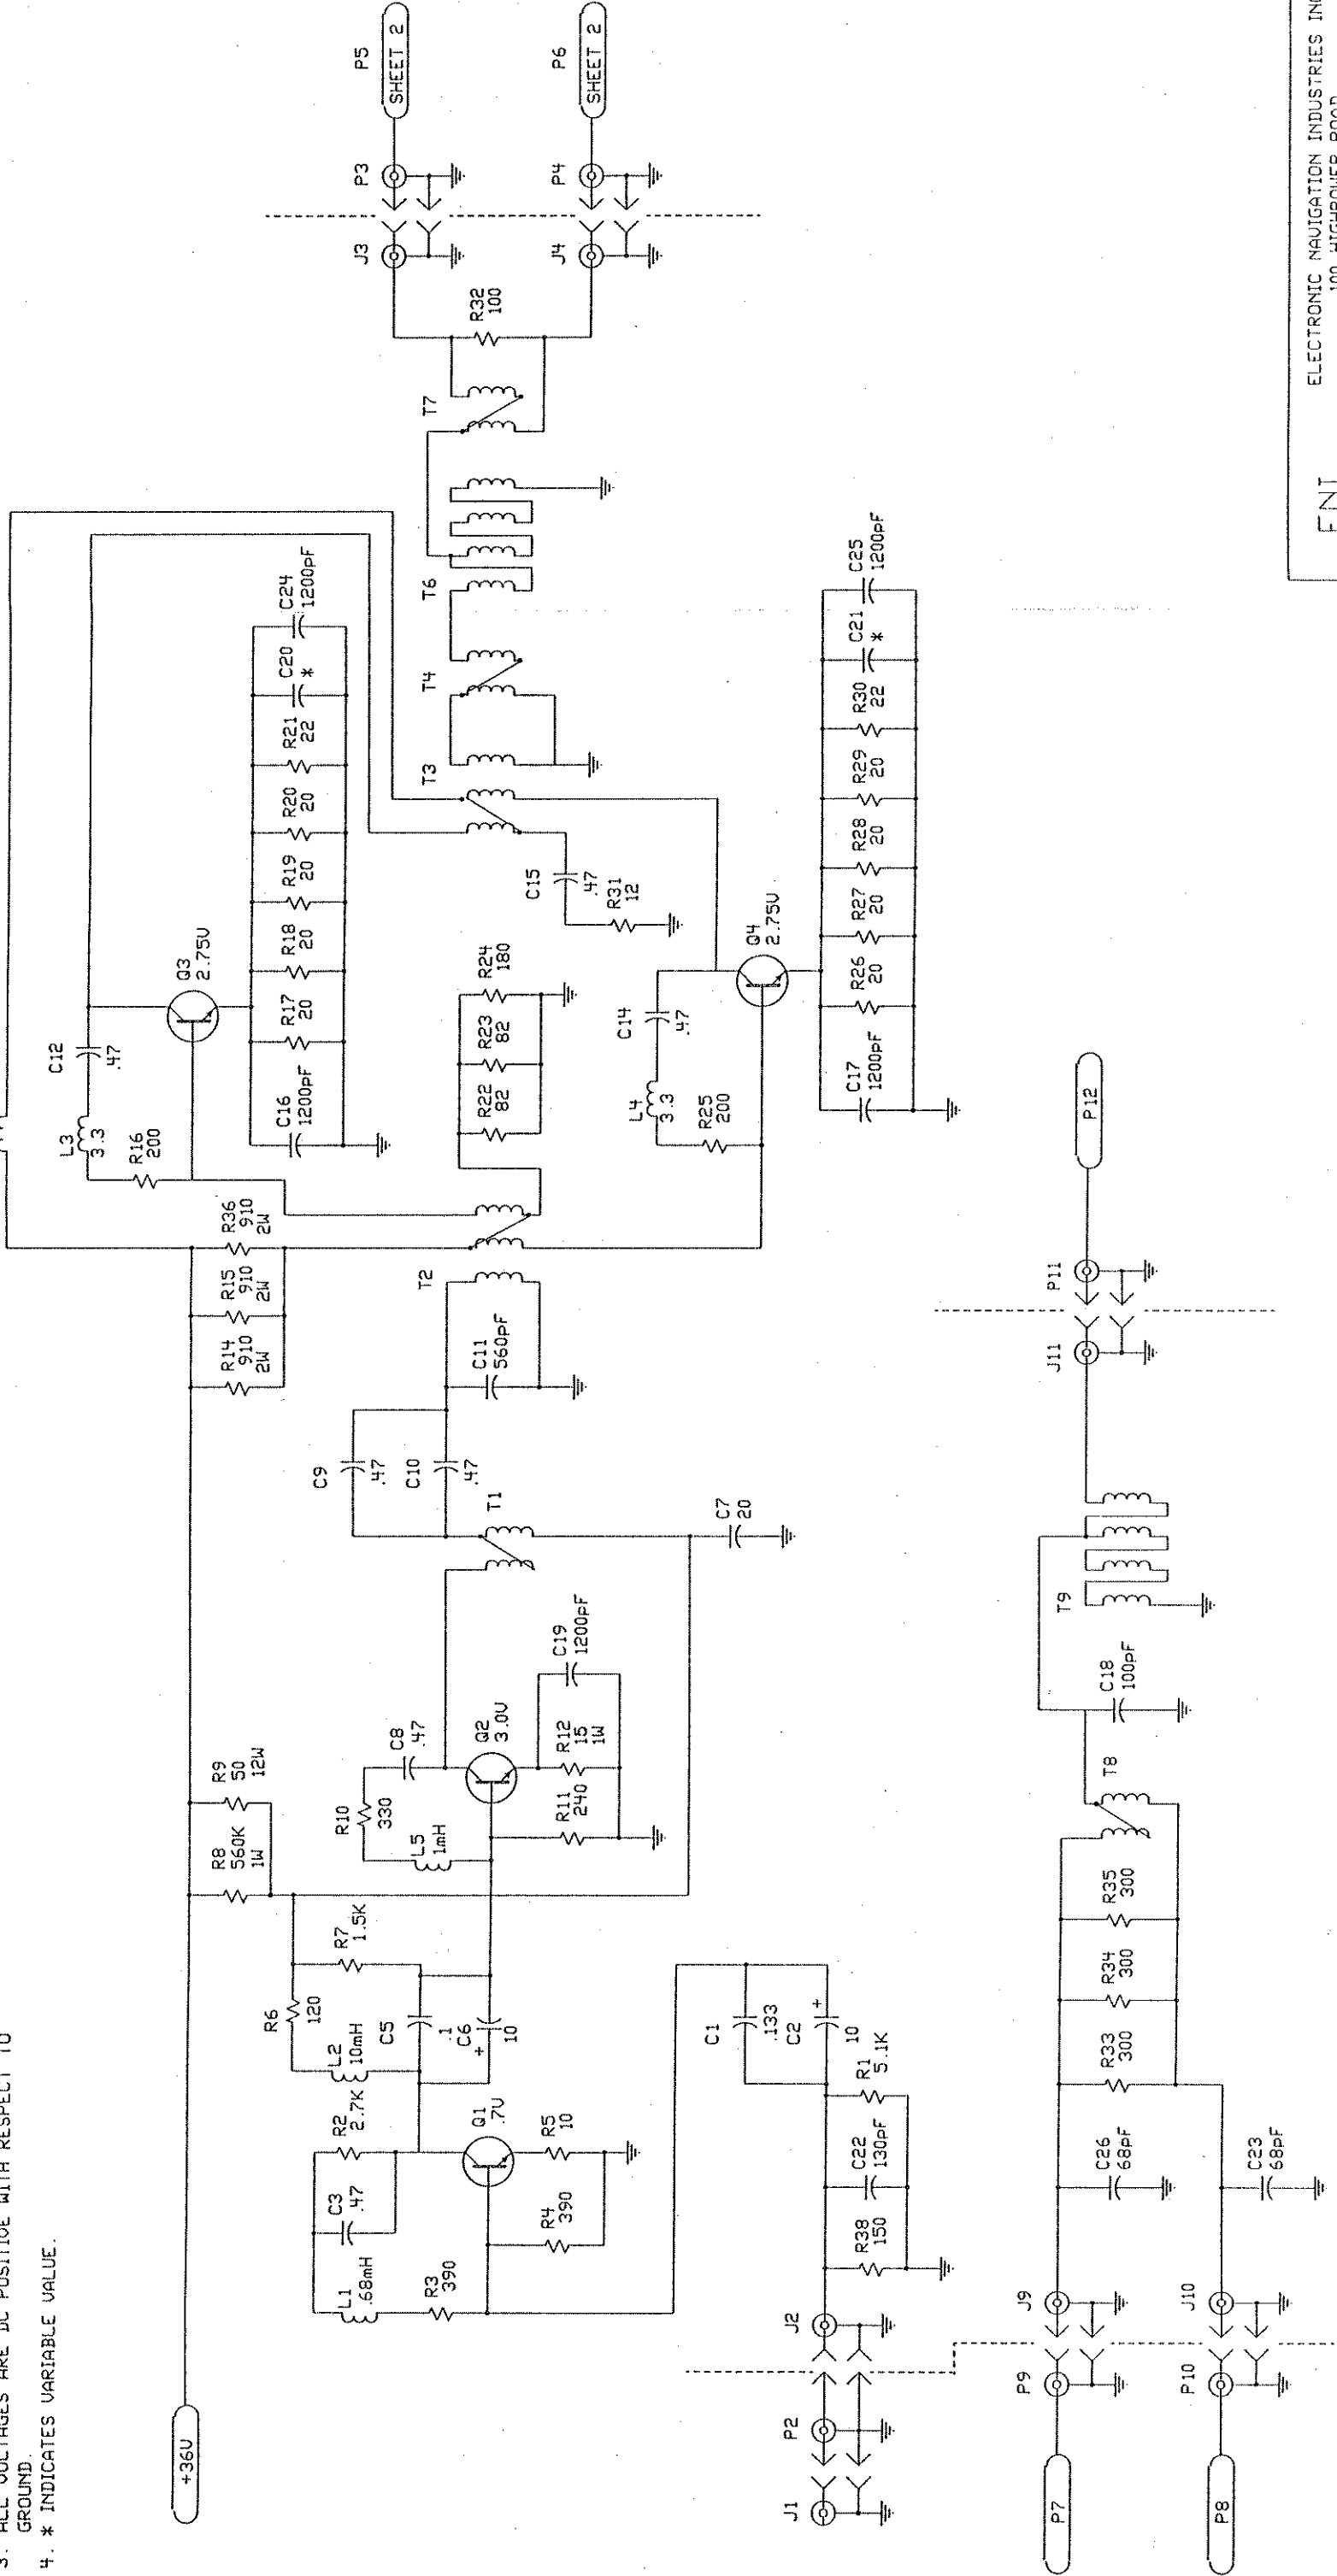 3. ALL VOLTAGES ARE DC POSITIVE WITH RESPECT TO
GROUND.
4. * INDICATES VARIABLE VALUE.
+36V
R8
560K
1W
R9
50
12W
R14
910
2W
R15
910
2W
R36
910
2W
L3
3.3
C12
.47
R16
200
Q3
2.75V
C16
1200pF
R17
20
R18
20
R19
20
R20
20
R21
22
C20
*
C24
1200pF
L1
.68mH
C3
.47
R2
2.7K
R3
390
R4
390
Q1
.7V
R5
10
L2
10mH
R6
120
R7
1.5K
C5
.1
C6
+
10
R10
330
L5
1mH
C8
.47
Q2
3.0V
R11
240
R12
15
1W
C19
1200pF
C9
.47
C10
.47
T1
C7
20
C11
560pF
T2
R22
82
R23
82
R24
180
L4
3.3
C14
.47
R25
200
C15
.47
R31
12
Q4
2.75V
C17
1200pF
R26
20
R27
20
R28
20
R29
20
R30
22
C21
*
C25
1200pF
T3
T4
T6
T7
R32
100
J3
P3
P5
SHEET 2
J4
P4
P6
SHEET 2
J1
P2
J2
R38
150
C22
130pF
R1
5.1K
C1
.133
C2
+
10
P7
P9
J9
C26
68pF
R33
300
R34
300
R35
300
T8
C18
100pF
T9
J11
P11
P12
P8
P10
J10
C23
68pF
ENI
ELECTRONIC NAVIGATION INDUSTRIES INC
100 HIGHPOWER ROAD